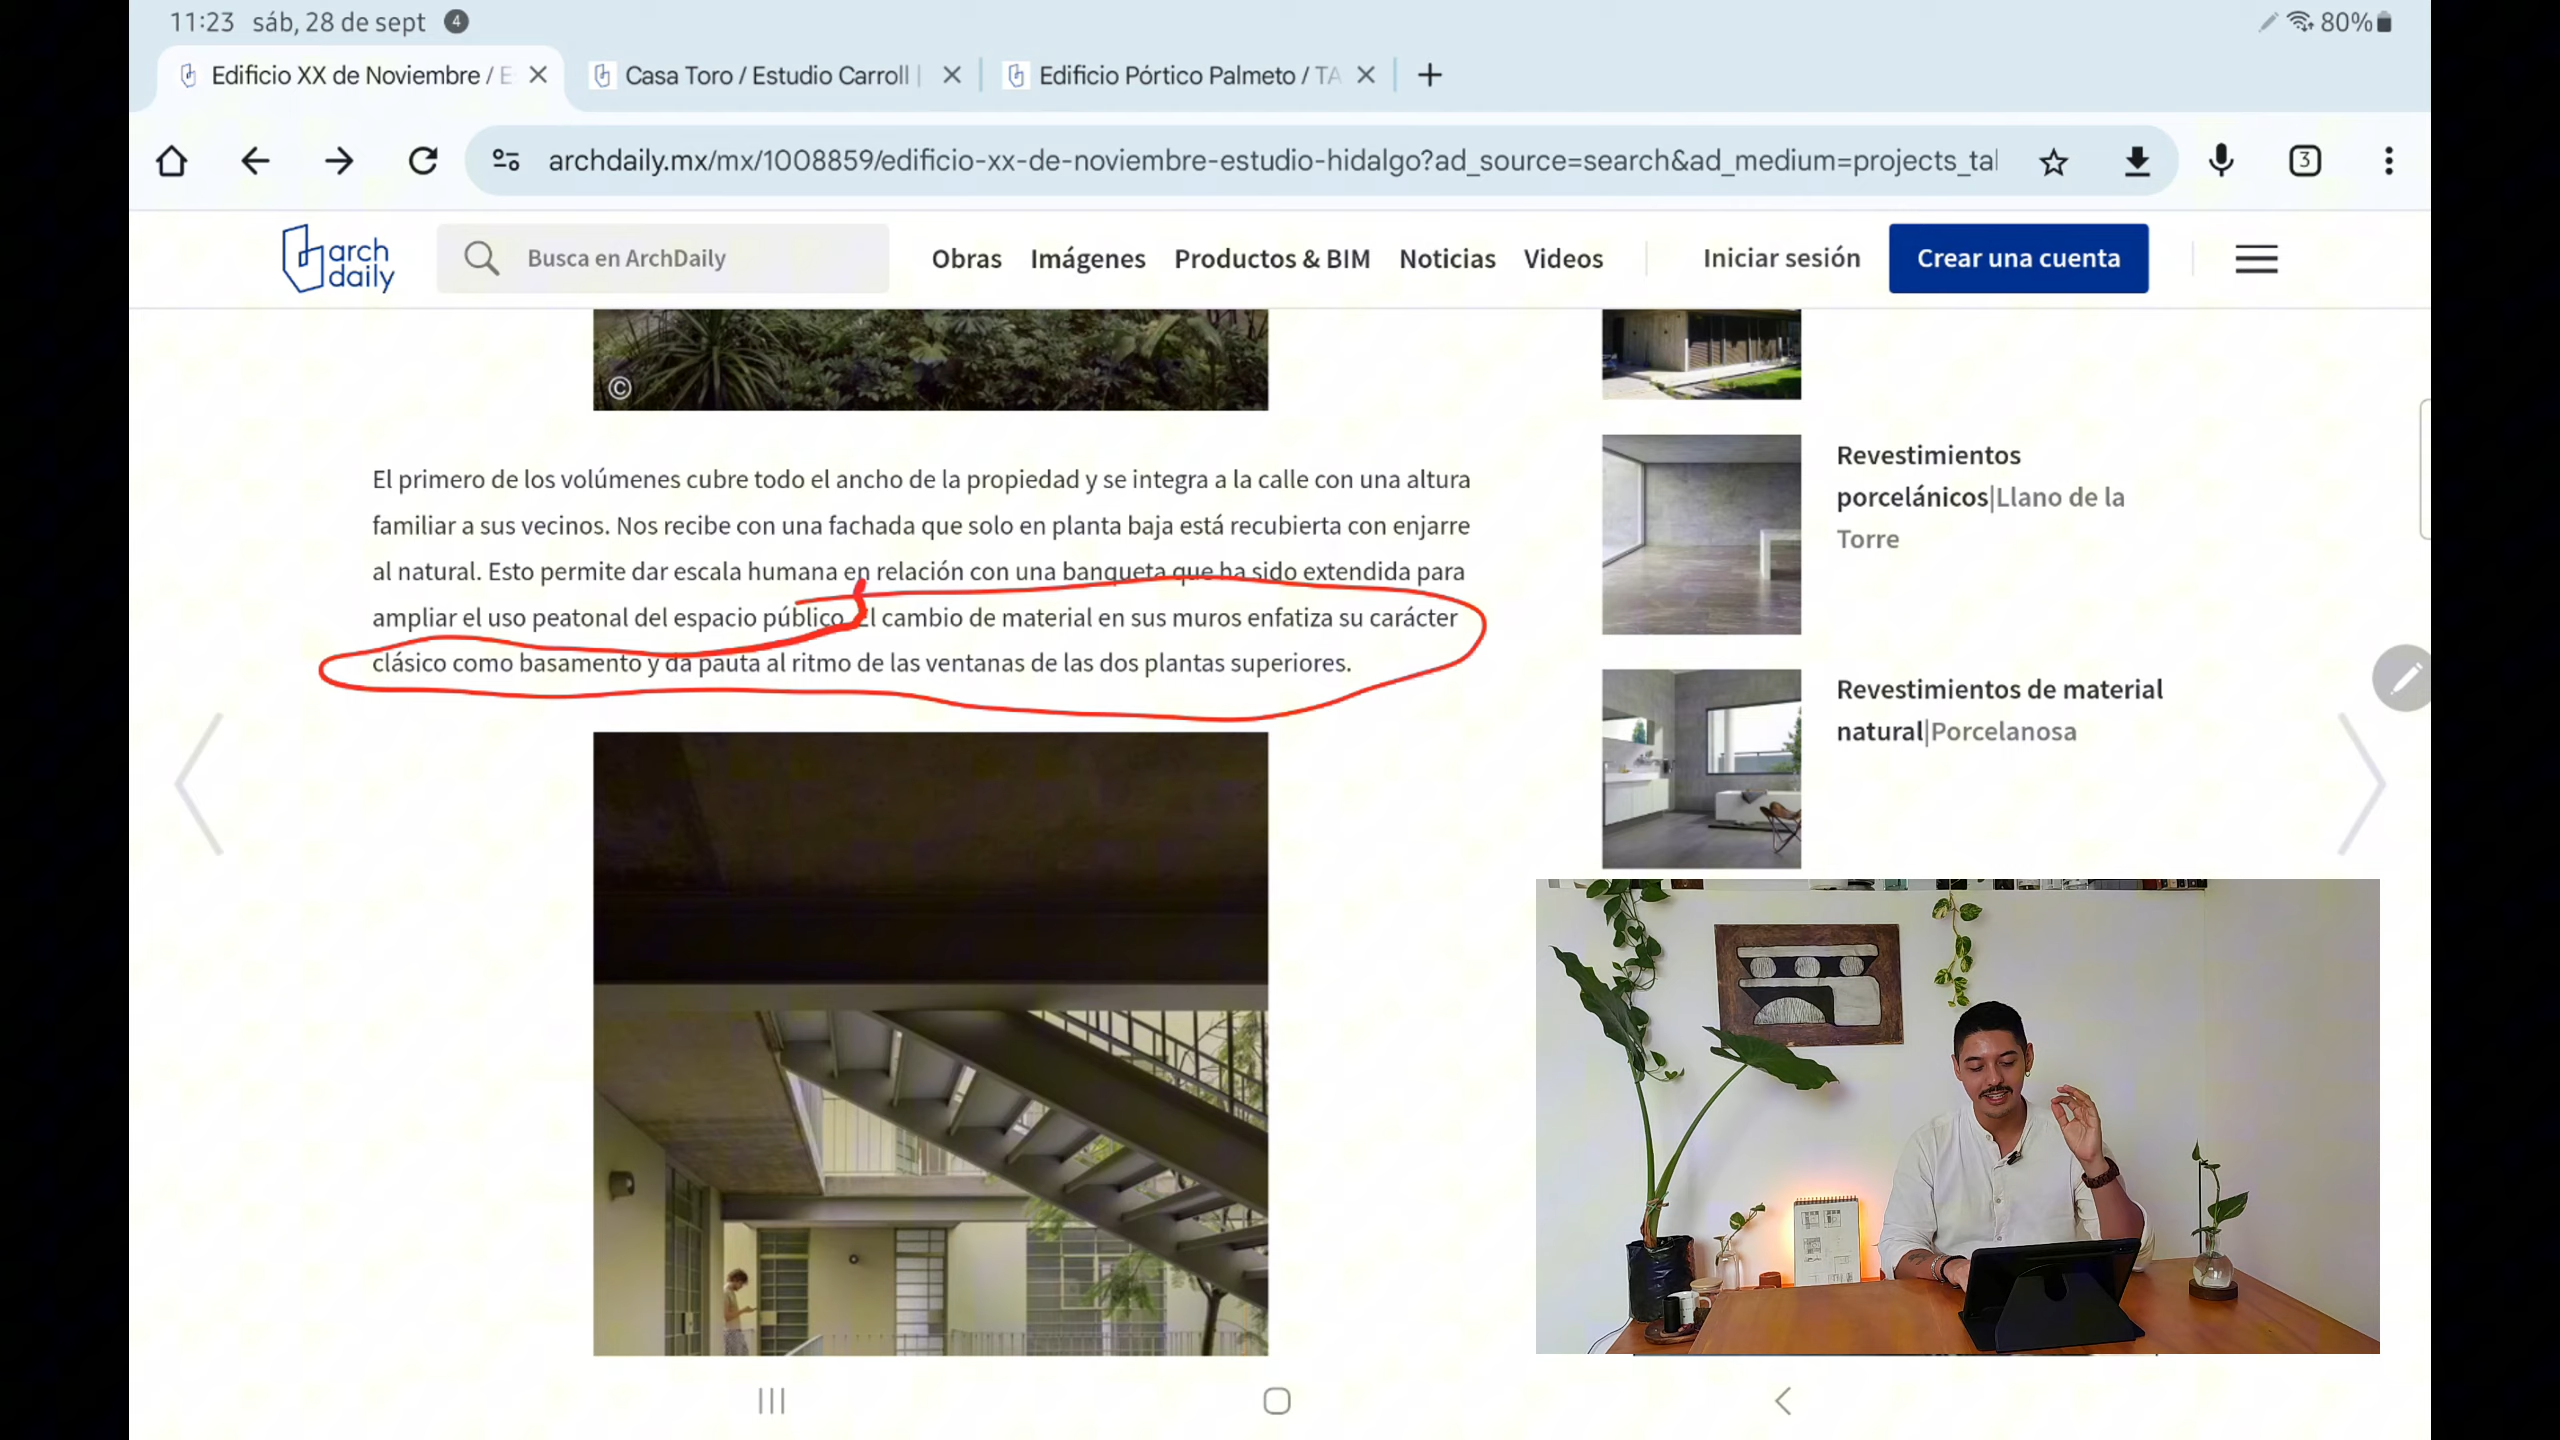 11:23 sáb, 28 de sept 4
80%
Edificio XX de Noviembre / E
Casa Toro / Estudio Carroll |
Edificio Pórtico Palmeto / TA
archdaily.mx/mx/1008859/edificio-xx-de-noviembre-estudio-hidalgo?ad_source=search&ad_medium=projects_tal
3
arch
daily
Busca en ArchDaily
Obras Imágenes Productos & BIM Noticias Videos
Iniciar sesión
Crear una cuenta
©
El primero de los volúmenes cubre todo el ancho de la propiedad y se integra a la calle con una altura
familiar a sus vecinos. Nos recibe con una fachada que solo en planta baja está recubierta con enjarre
al natural. Esto permite dar escala humana en relación con una banqueta que ha sido extendida para
ampliar el uso peatonal del espacio público. El cambio de material en sus muros enfatiza su carácter
clásico como basamento y da pauta al ritmo de las ventanas de las dos plantas superiores.
Revestimientos
porcelánicos|Llano de la
Torre
Revestimientos de material
natural|Porcelanosa